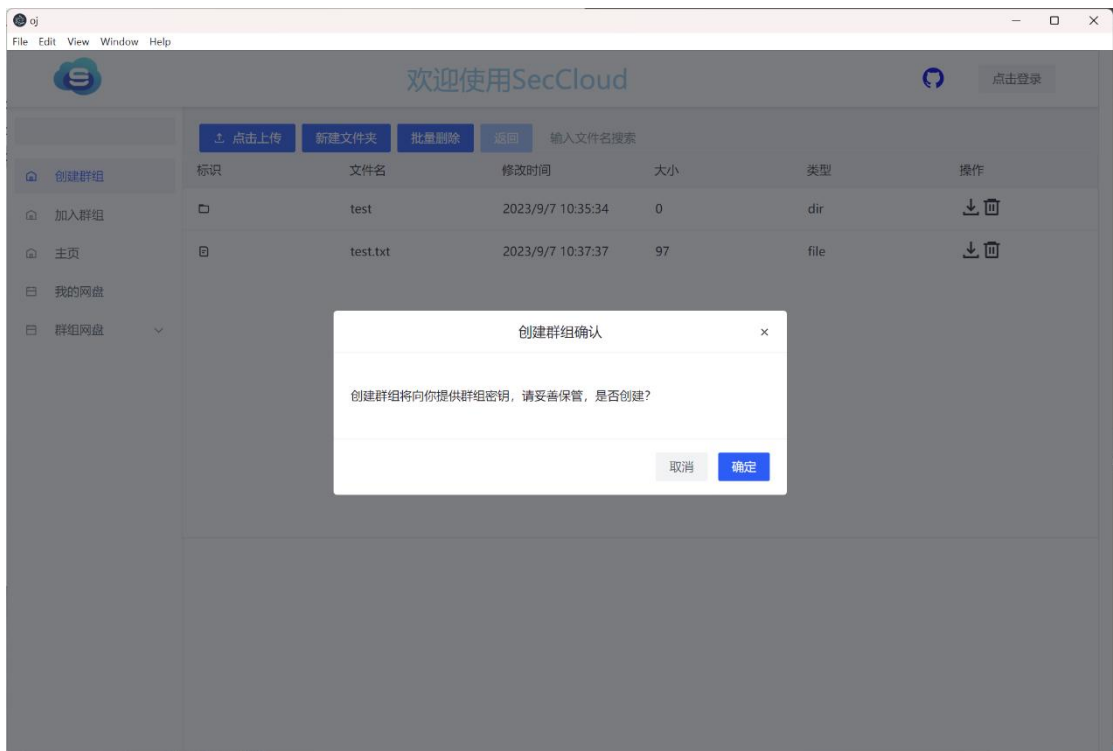 oj
File Edit View Window Help
欢迎使用SecCloud
点击登录
点击上传 新建文件夹 批量删除 返回 输入文件名搜索
创建群组
加入群组
主页
我的网盘
群组网盘
标识 文件名 修改时间 大小 类型 操作
test 2023/9/7 10:35:34 0 dir
test.txt 2023/9/7 10:37:37 97 file
创建群组确认
创建群组将向你提供群组密钥，请妥善保管，是否创建？
取消 确定